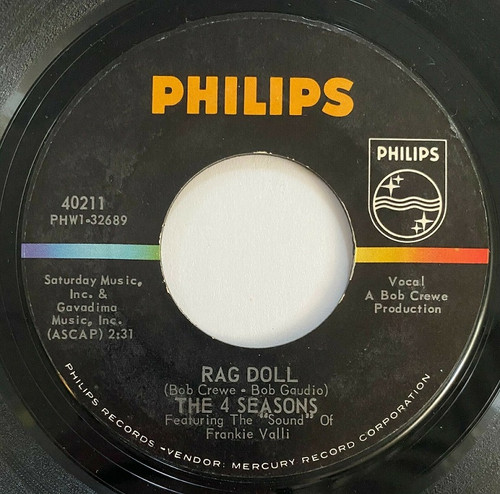 PHILIPS
PHILIPS
40211
PHW1-32689
Saturday Music,
Inc. &
Gavadima
Music, Inc.
(ASCAP) 2:31
Vocal
A Bob Crewe
Production
RAG DOLL
(Bob Crewe - Bob Gaudio)
THE 4 SEASONS
Featuring The "Sound" Of
Frankie Valli
PHILIPS RECORDS -VENDOR: MERCURY RECORD CORPORATION